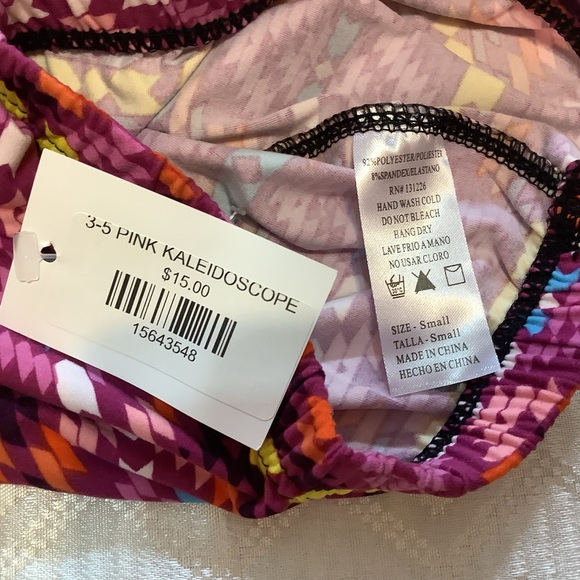 3-5 PINK KALEIDOSCOPE
$15.00
15643548
92%POLYESTER/POLIESTER
8%SPANDEX/ELASTANO
RN# 131226
HAND WASH COLD
DO NOT BLEACH
HANG DRY
LAVE FRIO A MANO
NO USAR CLORO
SIZE - Small
TALLA - Small
MADE IN CHINA
HECHO EN CHINA